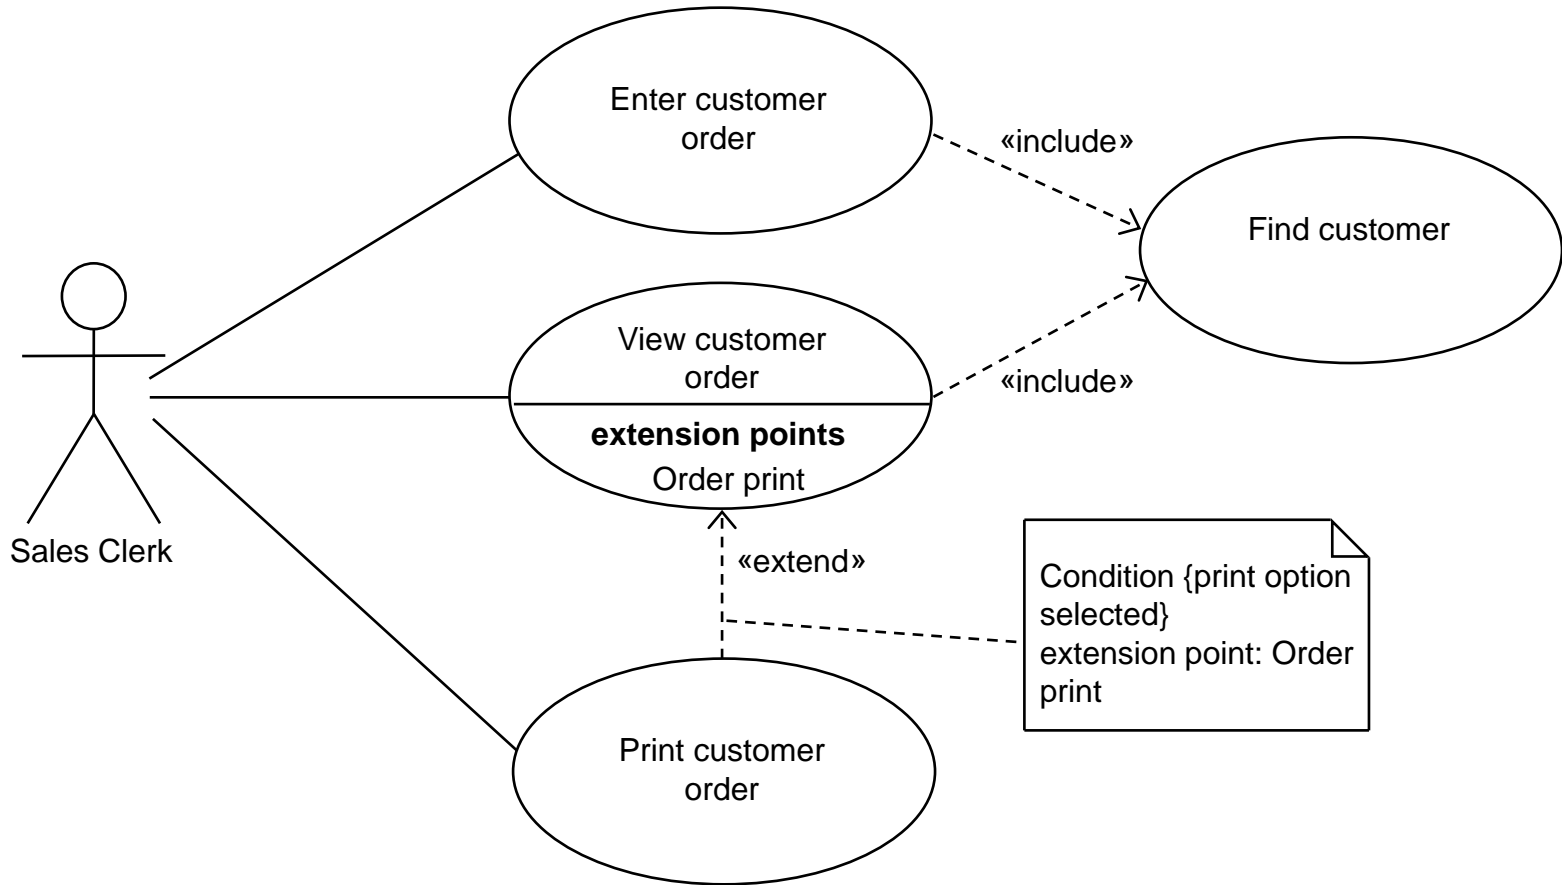 Enter customer
order
«include»
Find customer
View customer
order
«include»
extension points
Order print
Sales Clerk
«extend»
Condition {print option
selected}
extension point: Order
print
Print customer
order